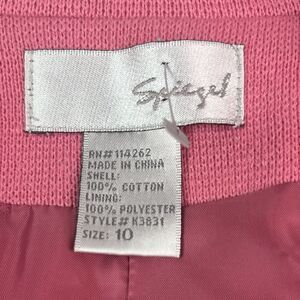 Spiegel
RN# 114262
MADE IN CHINA
SHELL:
100% COTTON
LINING:
100% POLYESTER
STYLE# K3831
SIZE: 10